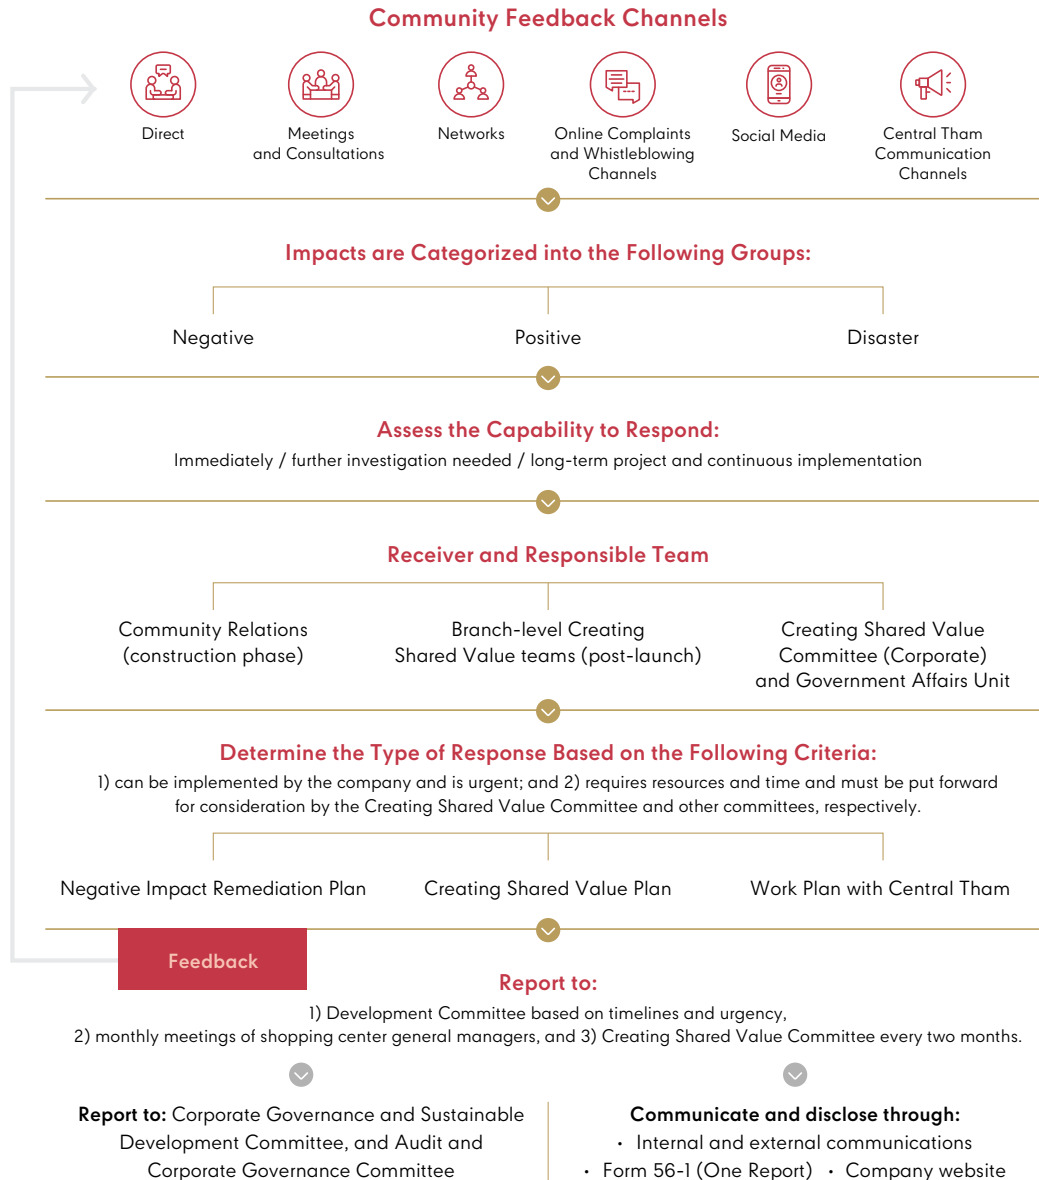 Community Feedback Channels
Direct
Meetings
and Consultations
Networks
Online Complaints
and Whistleblowing
Channels
Social Media
Central Tham
Communication
Channels
Impacts are Categorized into the Following Groups:
Negative
Positive
Disaster
Assess the Capability to Respond:
Immediately / further investigation needed / long-term project and continuous implementation
Receiver and Responsible Team
Community Relations
(construction phase)
Branch-level Creating
Shared Value teams (post-launch)
Creating Shared Value
Committee (Corporate)
and Government Affairs Unit
Determine the Type of Response Based on the Following Criteria:
1) can be implemented by the company and is urgent; and 2) requires resources and time and must be put forward
for consideration by the Creating Shared Value Committee and other committees, respectively.
Negative Impact Remediation Plan
Creating Shared Value Plan
Work Plan with Central Tham
Feedback
Report to:
1) Development Committee based on timelines and urgency,
2) monthly meetings of shopping center general managers, and 3) Creating Shared Value Committee every two months.
Report to: Corporate Governance and Sustainable
Development Committee, and Audit and
Corporate Governance Committee
Communicate and disclose through:
• Internal and external communications
• Form 56-1 (One Report) • Company website